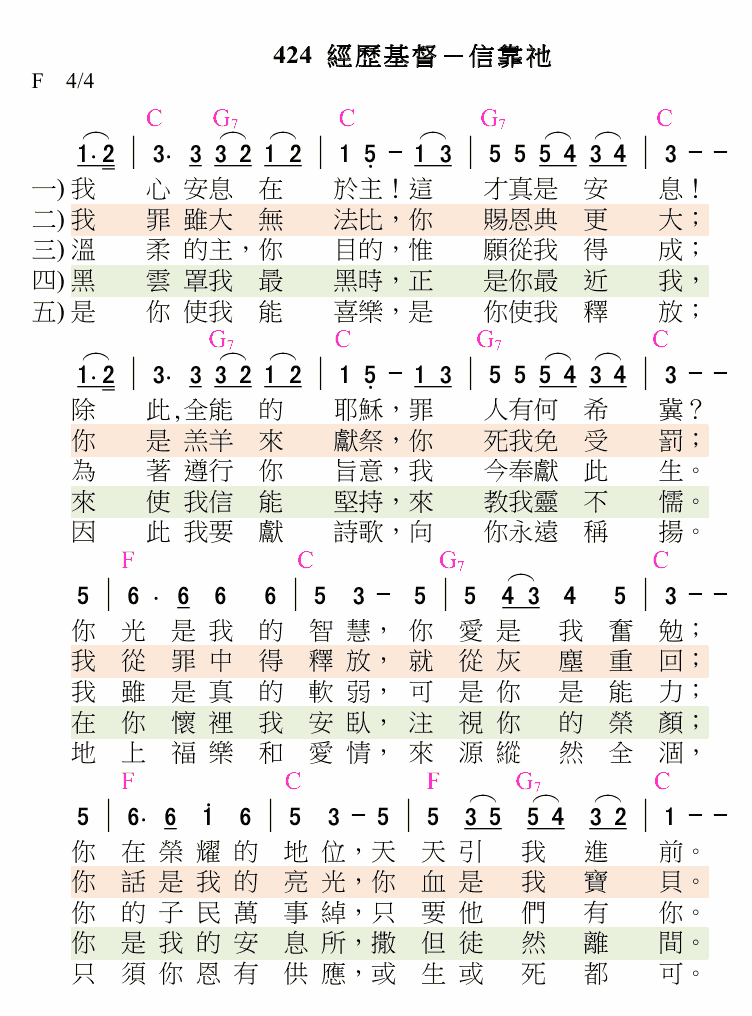 424 經歷基督－信靠祂
F 4/4
C G7 C G7 C
1· 2 | 3· 3 3 2 1 2 | 1 5̣ － 1 3 | 5 5 5 4 3 4 | 3 － －
一) 我 心 安息 在 於主！這 才真是 安 息！
二) 我 罪 雖大 無 法比，你 賜恩典 更 大；
三) 溫 柔 的主，你 目的，惟 願從我 得 成；
四) 黑 雲 罩我 最 黑時，正 是你最 近 我，
五) 是 你 使我 能 喜樂，是 你使我 釋 放；
G7 C G7 C
1· 2 | 3· 3 3 2 1 2 | 1 5̣ － 1 3 | 5 5 5 4 3 4 | 3 － －
除 此,全能 的 耶穌，罪 人有何 希 冀？
你 是 羔羊 來 獻祭，你 死我免 受 罰；
為 著 遵行 你 旨意，我 今奉獻 此 生。
來 使 我信 能 堅持，來 教我靈 不 懦。
因 此 我要 獻 詩歌，向 你永遠 稱 揚。
F C G7 C
5 | 6 · 6 6 6 | 5 3 － 5 | 5 4 3 4 5 | 3 － －
你 光 是 我 的 智 慧，你 愛 是 我 奮 勉；
我 從 罪 中 得 釋 放，就 從 灰 塵 重 回；
我 雖 是 真 的 軟 弱，可 是 你 是 能 力；
在 你 懷 裡 我 安 臥，注 視 你 的 榮 顏；
地 上 福 樂 和 愛 情，來 源 縱 然 全 涸，
F C F G7 C
5 | 6· 6 1̇ 6 | 5 3 － 5 | 5 3 5 5 4 3 2 | 1 － －
你 在 榮 耀 的 地 位，天 天 引 我 進 前。
你 話 是 我 的 亮 光，你 血 是 我 寶 貝。
你 的 子 民 萬 事 綽，只 要 他 們 有 你。
你 是 我 的 安 息 所，撒 但 徒 然 離 間。
只 須 你 恩 有 供 應，或 生 或 死 都 可。